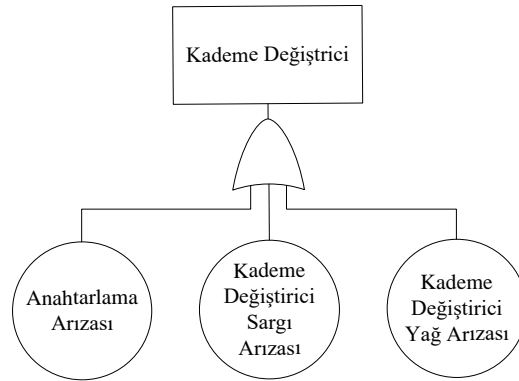 Kademe Değiştrici
Anahtarlama
Arızası
Kademe
Değiştirici
Sargı
Arızası
Kademe
Değiştirici
Yağ Arızası